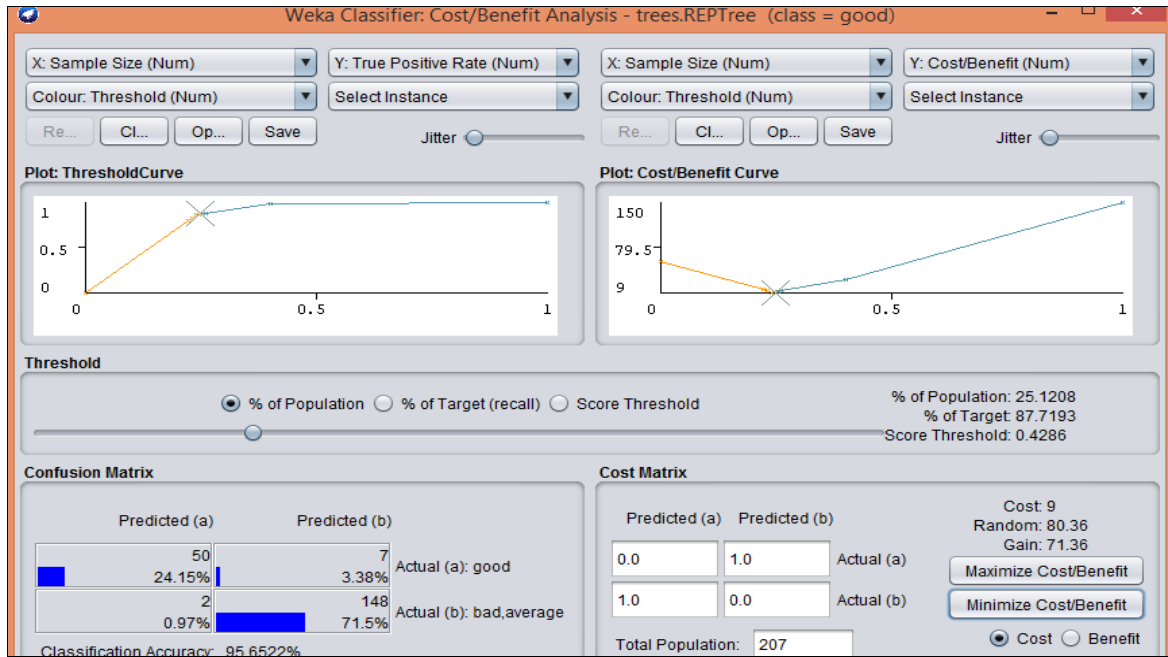 Weka Classifier: Cost/Benefit Analysis - trees.REPTree (class = good)
X: Sample Size (Num) Y: True Positive Rate (Num)
Colour: Threshold (Num) Select Instance
Re... Cl... Op... Save Jitter
X: Sample Size (Num) Y: Cost/Benefit (Num)
Colour: Threshold (Num) Select Instance
Re... Cl... Op... Save Jitter
Plot: ThresholdCurve
1
0.5
0
0 0.5 1
Plot: Cost/Benefit Curve
150
79.5
9
0 0.5 1
Threshold
% of Population % of Target (recall) Score Threshold
% of Population: 25.1208
% of Target: 87.7193
Score Threshold: 0.4286
Confusion Matrix
Predicted (a) Predicted (b)
50 7
24.15% 3.38% Actual (a): good
2 148
0.97% 71.5% Actual (b): bad,average
Classification Accuracy: 95.6522%
Cost Matrix
Predicted (a) Predicted (b)
0.0 1.0 Actual (a)
1.0 0.0 Actual (b)
Total Population: 207
Cost: 9
Random: 80.36
Gain: 71.36
Maximize Cost/Benefit
Minimize Cost/Benefit
Cost Benefit